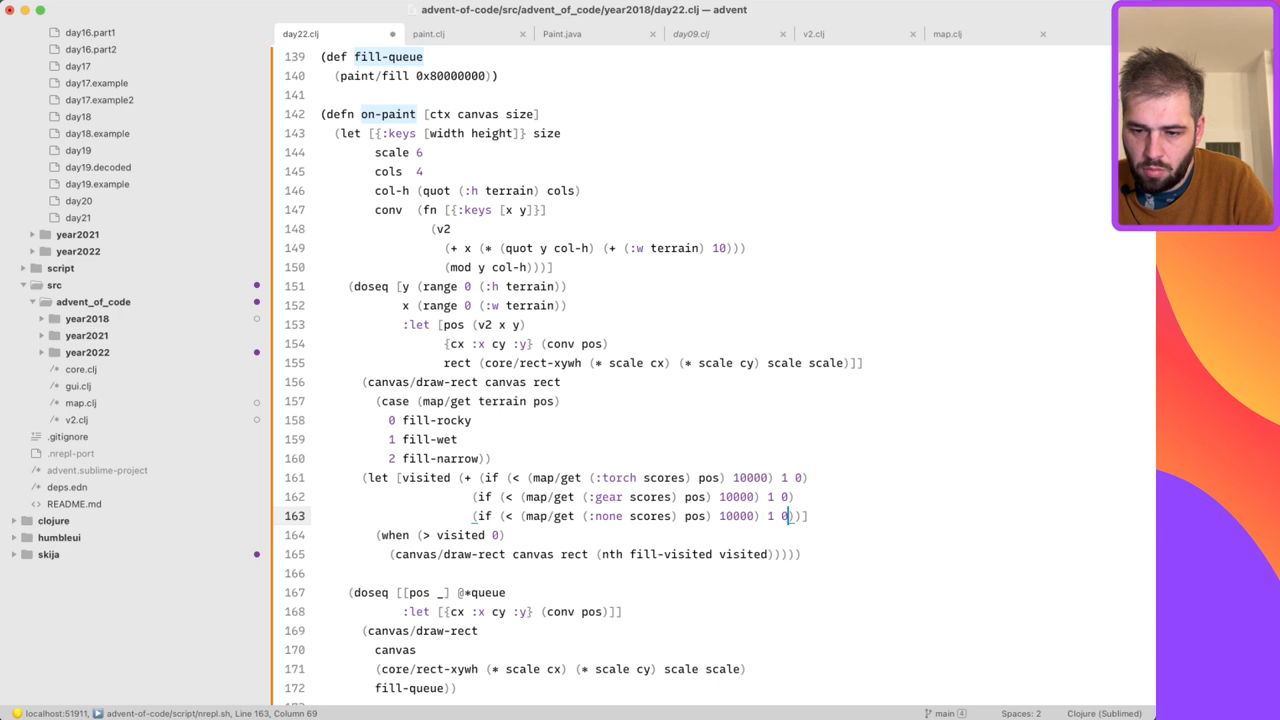 advent-of-code/src/advent_of_code/year2018/day22.clj — advent
day22.clj
paint.clj
Paint.java
day09.clj
v2.clj
map.clj
day16.part1
day16.part2
day17
day17.example
day17.example2
day18
day18.example
day19
day19.decoded
day19.example
day20
day21
year2021
year2022
script
src
advent_of_code
year2018
year2021
year2022
core.clj
gui.clj
map.clj
v2.clj
.gitignore
.nrepl-port
advent.sublime-project
deps.edn
README.md
clojure
humbleui
skija
139 (def fill-queue
140 (paint/fill 0x80000000))
141
142 (defn on-paint [ctx canvas size]
143 (let [{:keys [width height]} size
144 scale 6
145 cols 4
146 col-h (quot (:h terrain) cols)
147 conv (fn [{:keys [x y]}]
148 (v2
149 (+ x (* (quot y col-h) (+ (:w terrain) 10)))
150 (mod y col-h)))]
151 (doseq [y (range 0 (:h terrain))
152 x (range 0 (:w terrain))
153 :let [pos (v2 x y)
154 {cx :x cy :y} (conv pos)
155 rect (core/rect-xywh (* scale cx) (* scale cy) scale scale)]]
156 (canvas/draw-rect canvas rect
157 (case (map/get terrain pos)
158 0 fill-rocky
159 1 fill-wet
160 2 fill-narrow))
161 (let [visited (+ (if (< (map/get (:torch scores) pos) 10000) 1 0)
162 (if (< (map/get (:gear scores) pos) 10000) 1 0)
163 (if (< (map/get (:none scores) pos) 10000) 1 0))]
164 (when (> visited 0)
165 (canvas/draw-rect canvas rect (nth fill-visited visited)))))
166
167 (doseq [[pos _] @*queue
168 :let [{cx :x cy :y} (conv pos)]]
169 (canvas/draw-rect
170 canvas
171 (core/rect-xywh (* scale cx) (* scale cy) scale scale)
172 fill-queue))
localhost:51911, advent-of-code/script/nrepl.sh, Line 163, Column 69
main 4
Spaces: 2
Clojure (Sublimed)